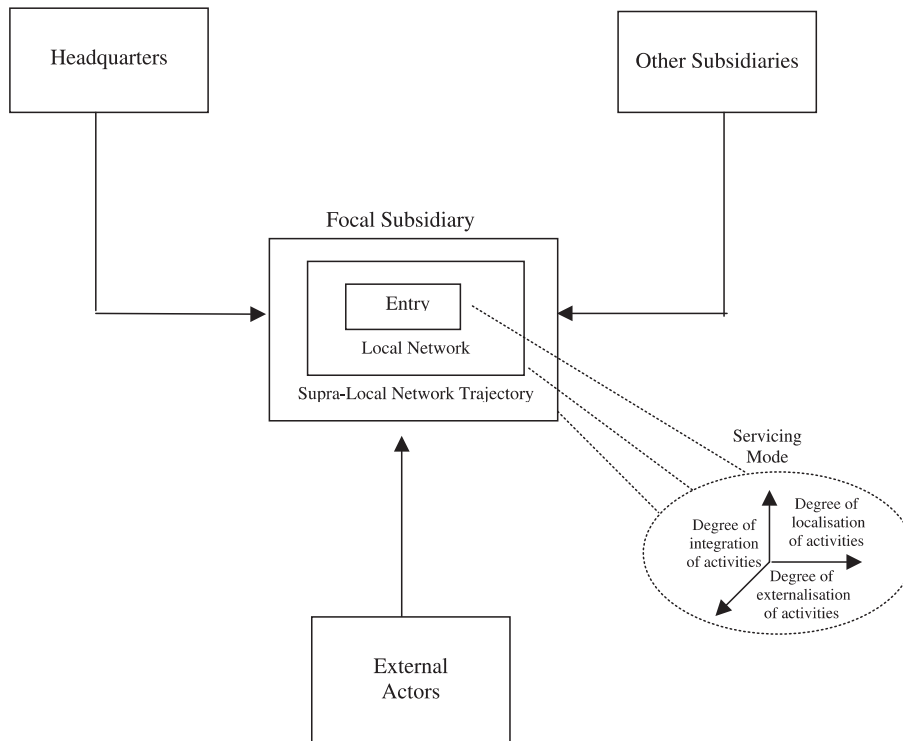 Headquarters
Other Subsidiaries
Focal Subsidiary
Entry
Local Network
Supra-Local Network Trajectory
Servicing
Mode
Degree of
integration
of activities
Degree of
localisation
of activities
Degree of
externalisation
of activities
External
Actors